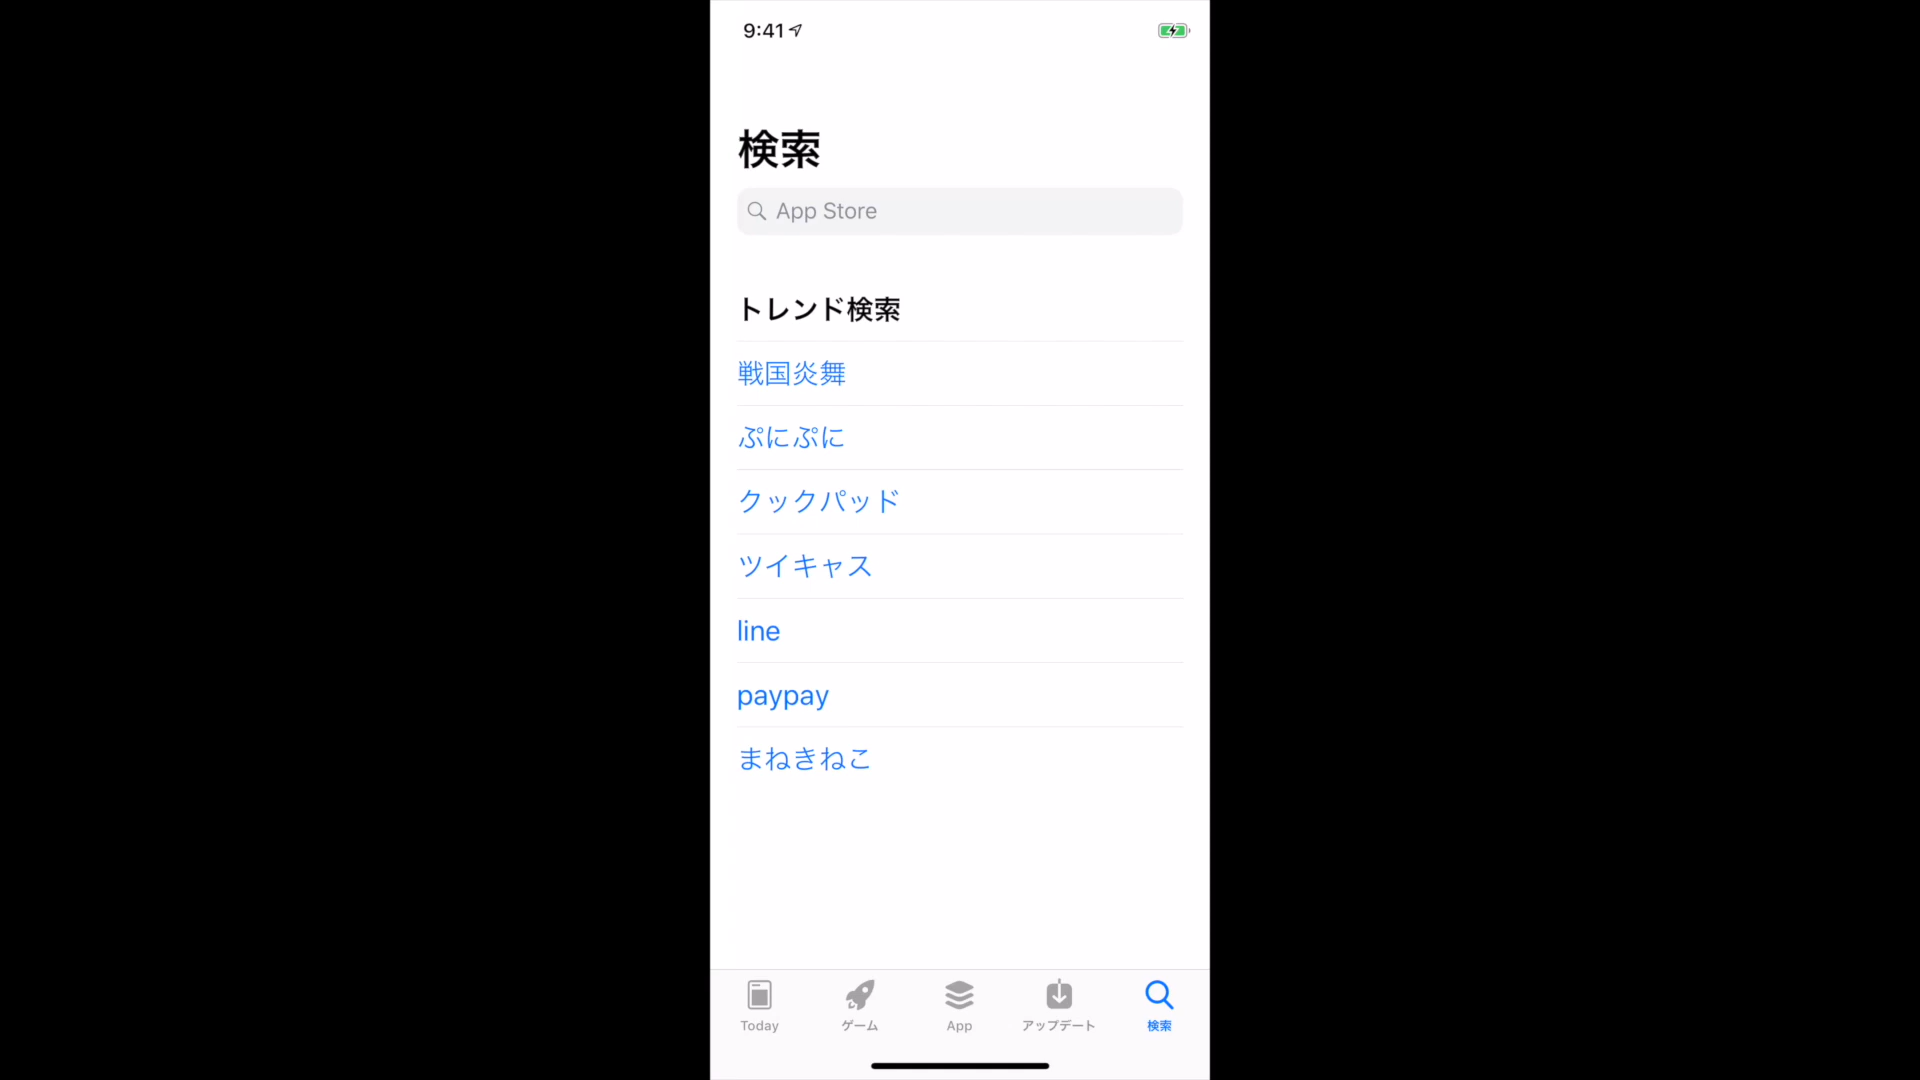 9:41
検索
App Store
トレンド検索
戦国炎舞
ぷにぷに
クックパッド
ツイキャス
line
paypay
まねきねこ
Today
ゲーム
App
アップデート
検索